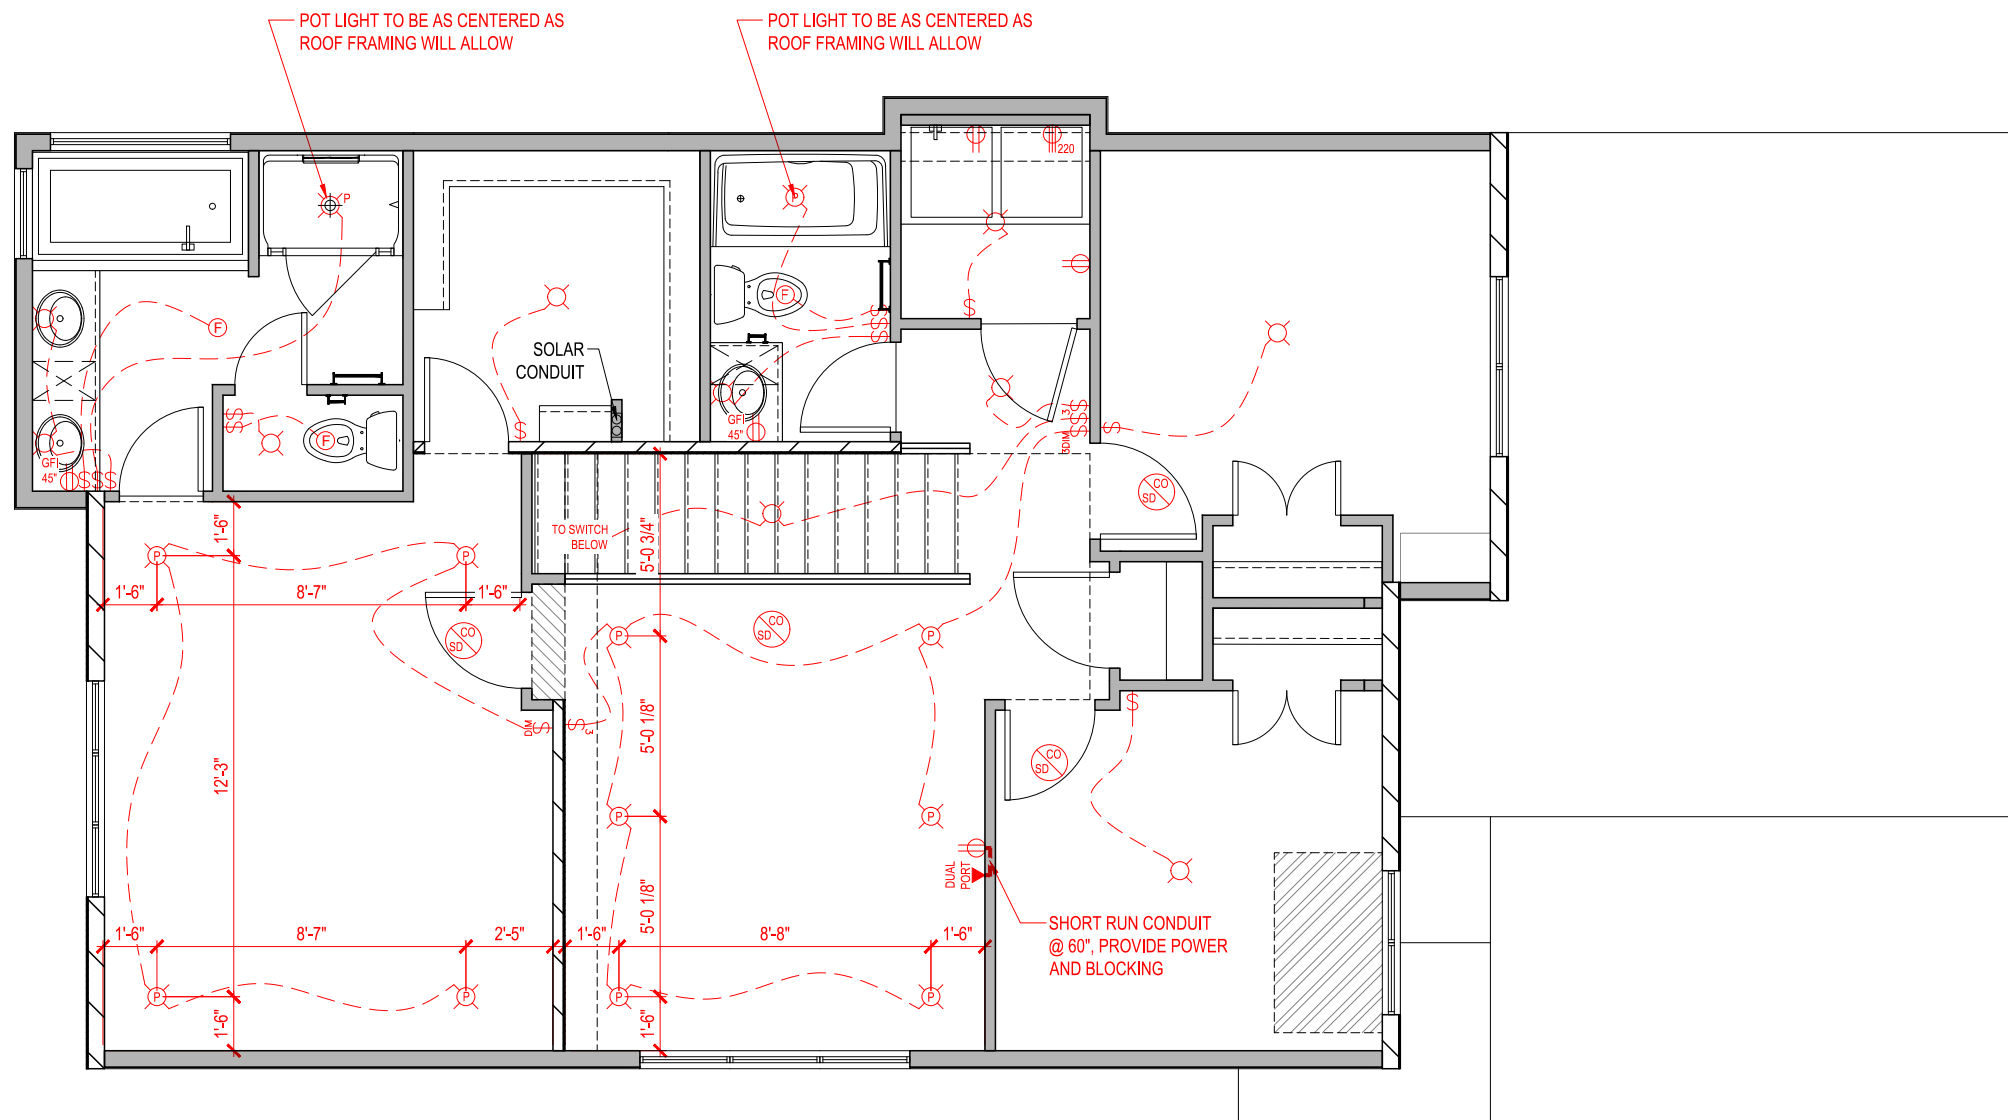 POT LIGHT TO BE AS CENTERED AS
ROOF FRAMING WILL ALLOW
POT LIGHT TO BE AS CENTERED AS
ROOF FRAMING WILL ALLOW
220
P
P
F
F
SOLAR
CONDUIT
GFI
45"
3
3DIM
F
GFI
45"
$
$$$
$
$$$
$
$$
$$$
CO
SD
TO SWITCH
BELOW
1'-6"
5'-0 3/4"
P
P
1'-6"
8'-7"
1'-6"
CO
SD
CO
SD
P
P
DIM
$
$
3
$
5'-0 1/8"
CO
SD
12'-3"
P
P
DUAL
PORT
5'-0 1/8"
SHORT RUN CONDUIT
@ 60", PROVIDE POWER
AND BLOCKING
1'-6"
8'-7"
2'-5"
1'-6"
8'-8"
1'-6"
P
P
P
P
1'-6"
1'-6"